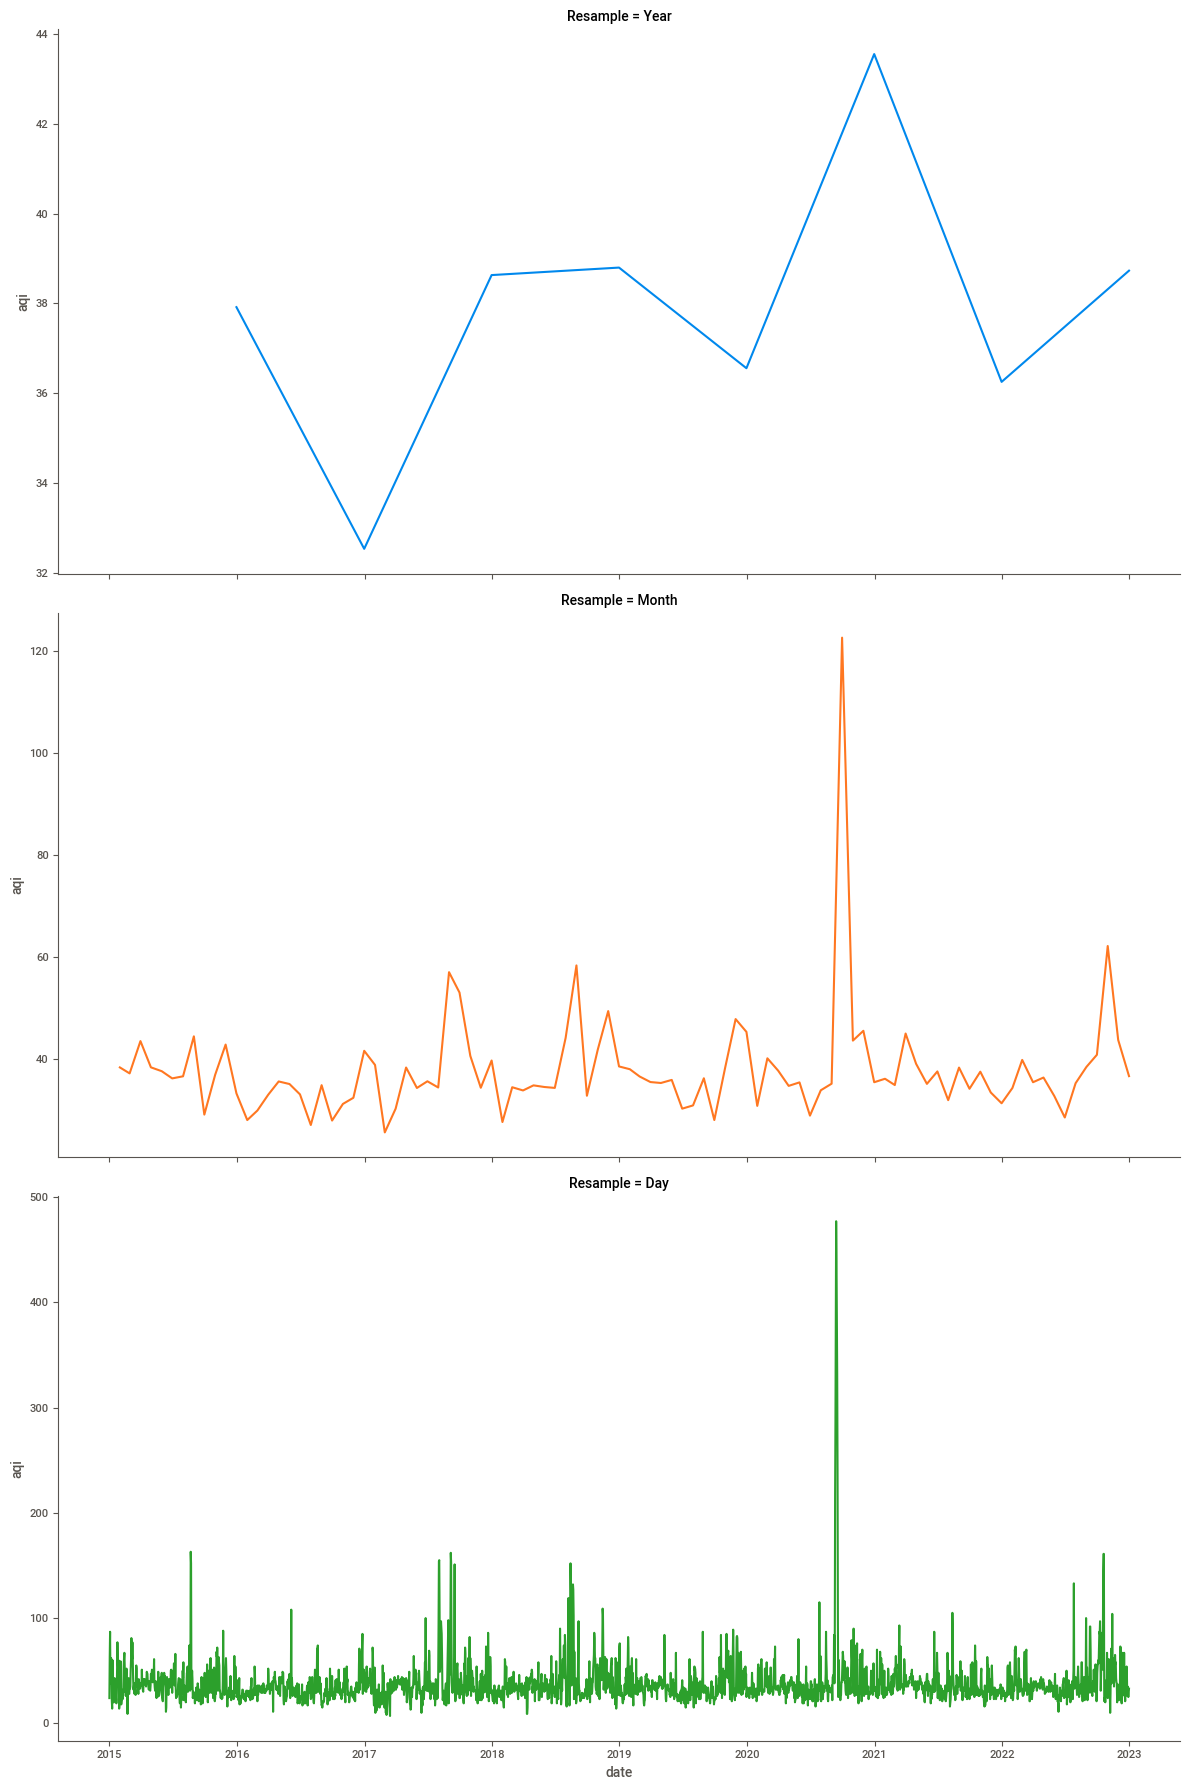 Resample = Year
44
42
40
38
36
34
32
aqi
Resample = Month
120
100
80
60
40
aqi
Resample = Day
500
400
300
200
100
0
aqi
2015 2016 2017 2018 2019 2020 2021 2022 2023
date